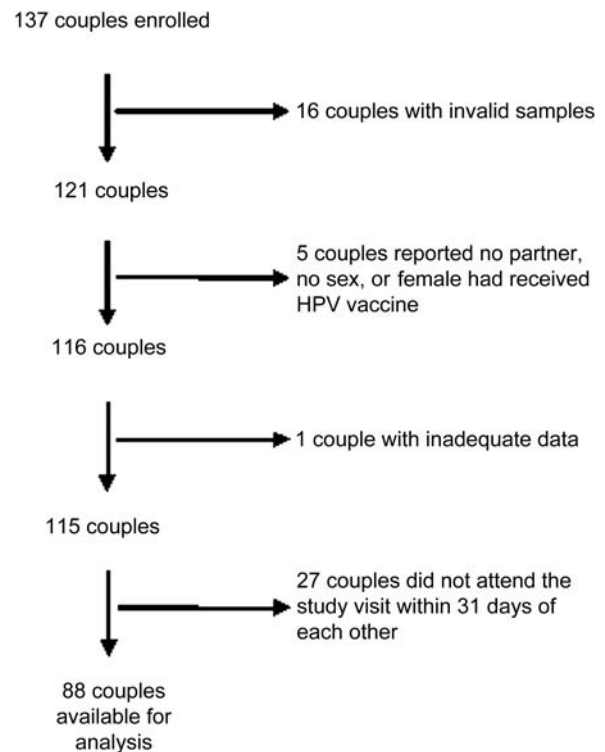 137 couples enrolled
16 couples with invalid samples
121 couples
5 couples reported no partner,
no sex, or female had received
HPV vaccine
116 couples
1 couple with inadequate data
115 couples
27 couples did not attend the
study visit within 31 days of
each other
88 couples
available for
analysis